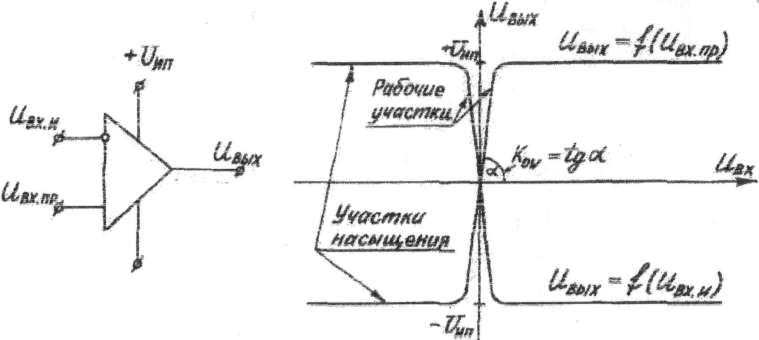 +Uип
Uвх.и
Uвх.пр
Uвых
Uвых
+Uип
Uвых = f(Uвх.пр)
Рабочие
участки
Kоу = tgα
α
Uвх
Участки
насыщения
Uвых = f(Uвх.и)
-Uип